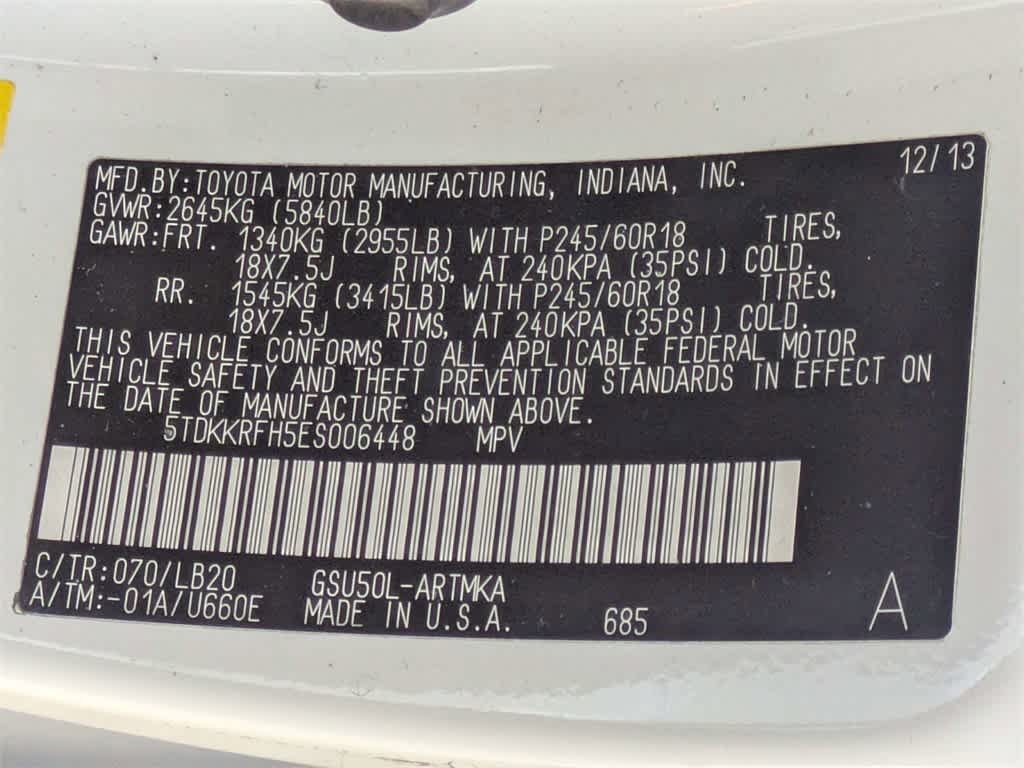 12/13
MFD.BY:TOYOTA MOTOR MANUFACTURING, INDIANA, INC.
GVWR:2645KG (5840LB)
GAWR:FRT. 1340KG (2955LB) WITH P245/60R18 TIRES,
18X7.5J RIMS, AT 240KPA (35PSI) COLD.
RR. 1545KG (3415LB) WITH P245/60R18 TIRES,
18X7.5J RIMS, AT 240KPA (35PSI) COLD.
THIS VEHICLE CONFORMS TO ALL APPLICABLE FEDERAL MOTOR
VEHICLE SAFETY AND THEFT PREVENTION STANDARDS IN EFFECT ON
THE DATE OF MANUFACTURE SHOWN ABOVE.
5TDKKRFH5ES006448 MPV
C/TR:070/LB20 GSU50L-ARTMKA
A/TM:-01A/U660E MADE IN U.S.A. 685 A